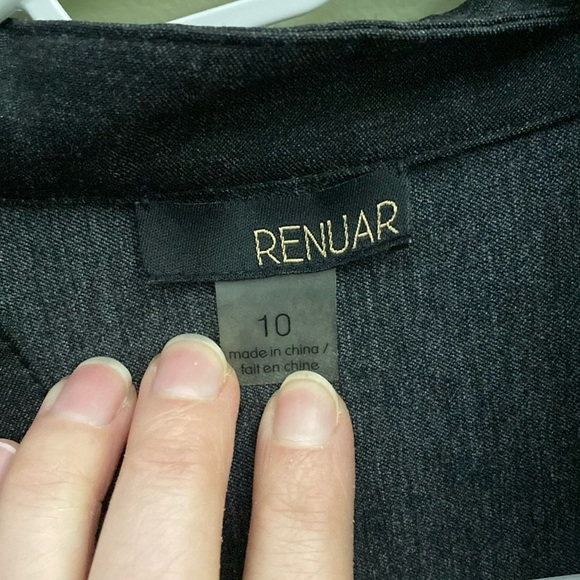 RENUAR
10
made in china /
fait en chine